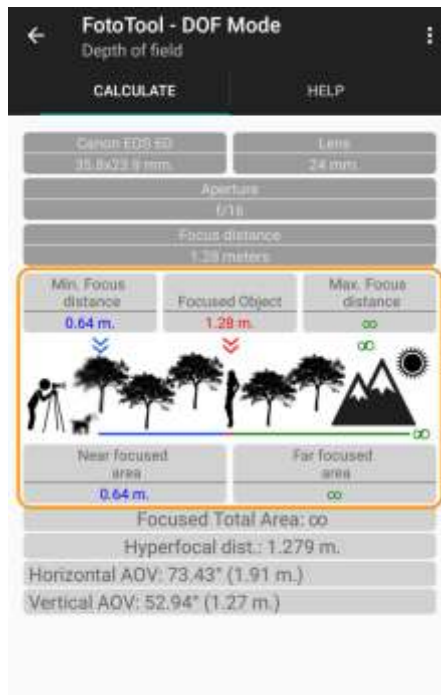 FotoTool - DOF Mode
Depth of field
CALCULATE HELP
Canon EOS 6D Lens
35.8x23.9 mm. 24 mm.
Aperture
f/16
Focus distance
1.28 meters
Min. Focus distance Focused Object Max. Focus distance
0.64 m. 1.28 m. ∞
∞
∞
Near focused area Far focused area
0.64 m. ∞
Focused Total Area: ∞
Hyperfocal dist.: 1.279 m.
Horizontal AOV: 73.43° (1.91 m.)
Vertical AOV: 52.94° (1.27 m.)